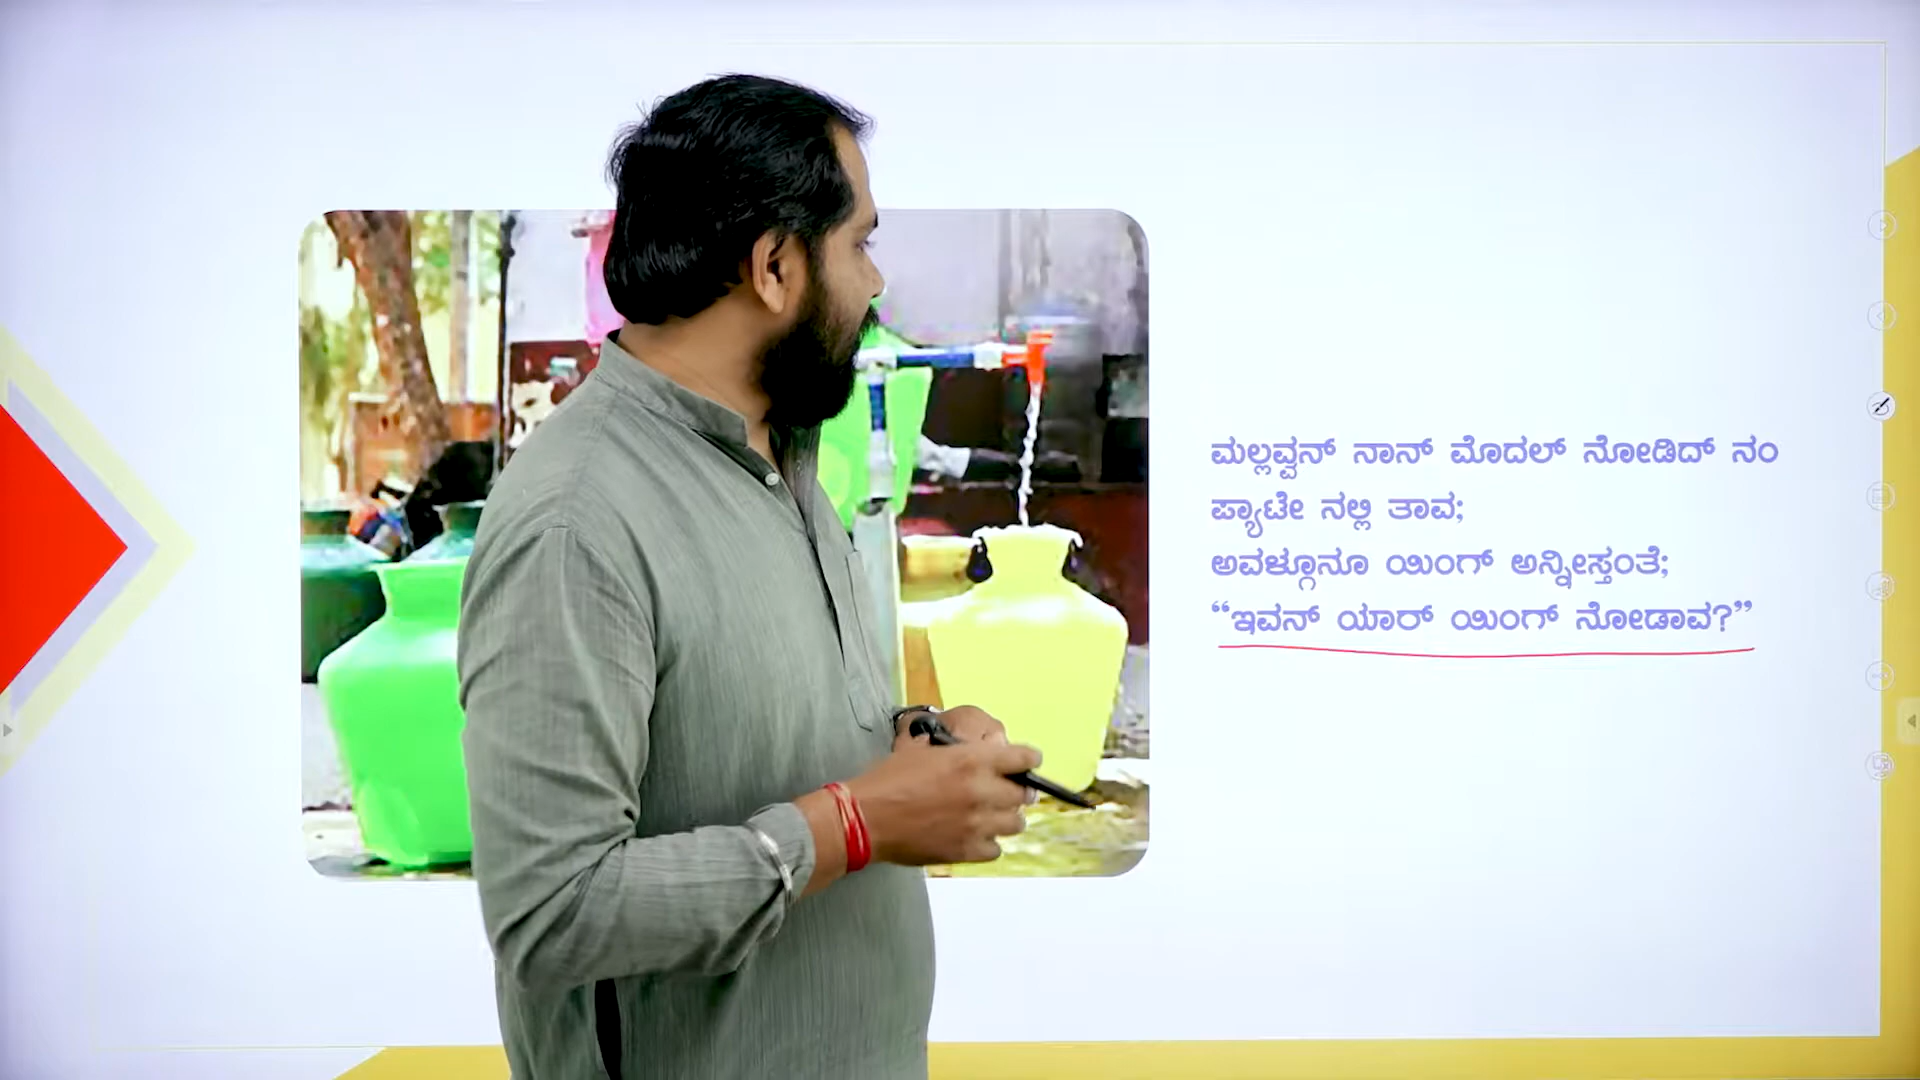 ಮಲ್ಲವ್ವನ್ ನಾನ್ ಮೊದಲ್ ನೋಡಿದ್ ನಂ
ಪ್ಯಾಟೇ ನಲ್ಲಿ ತಾವ;
ಅವಳ್ಗೂನೂ ಯಿಂಗ್ ಅನ್ನೀಸ್ತಂತೆ;
“ಇವನ್ ಯಾರ್ ಯಿಂಗ್ ನೋಡಾವ?”